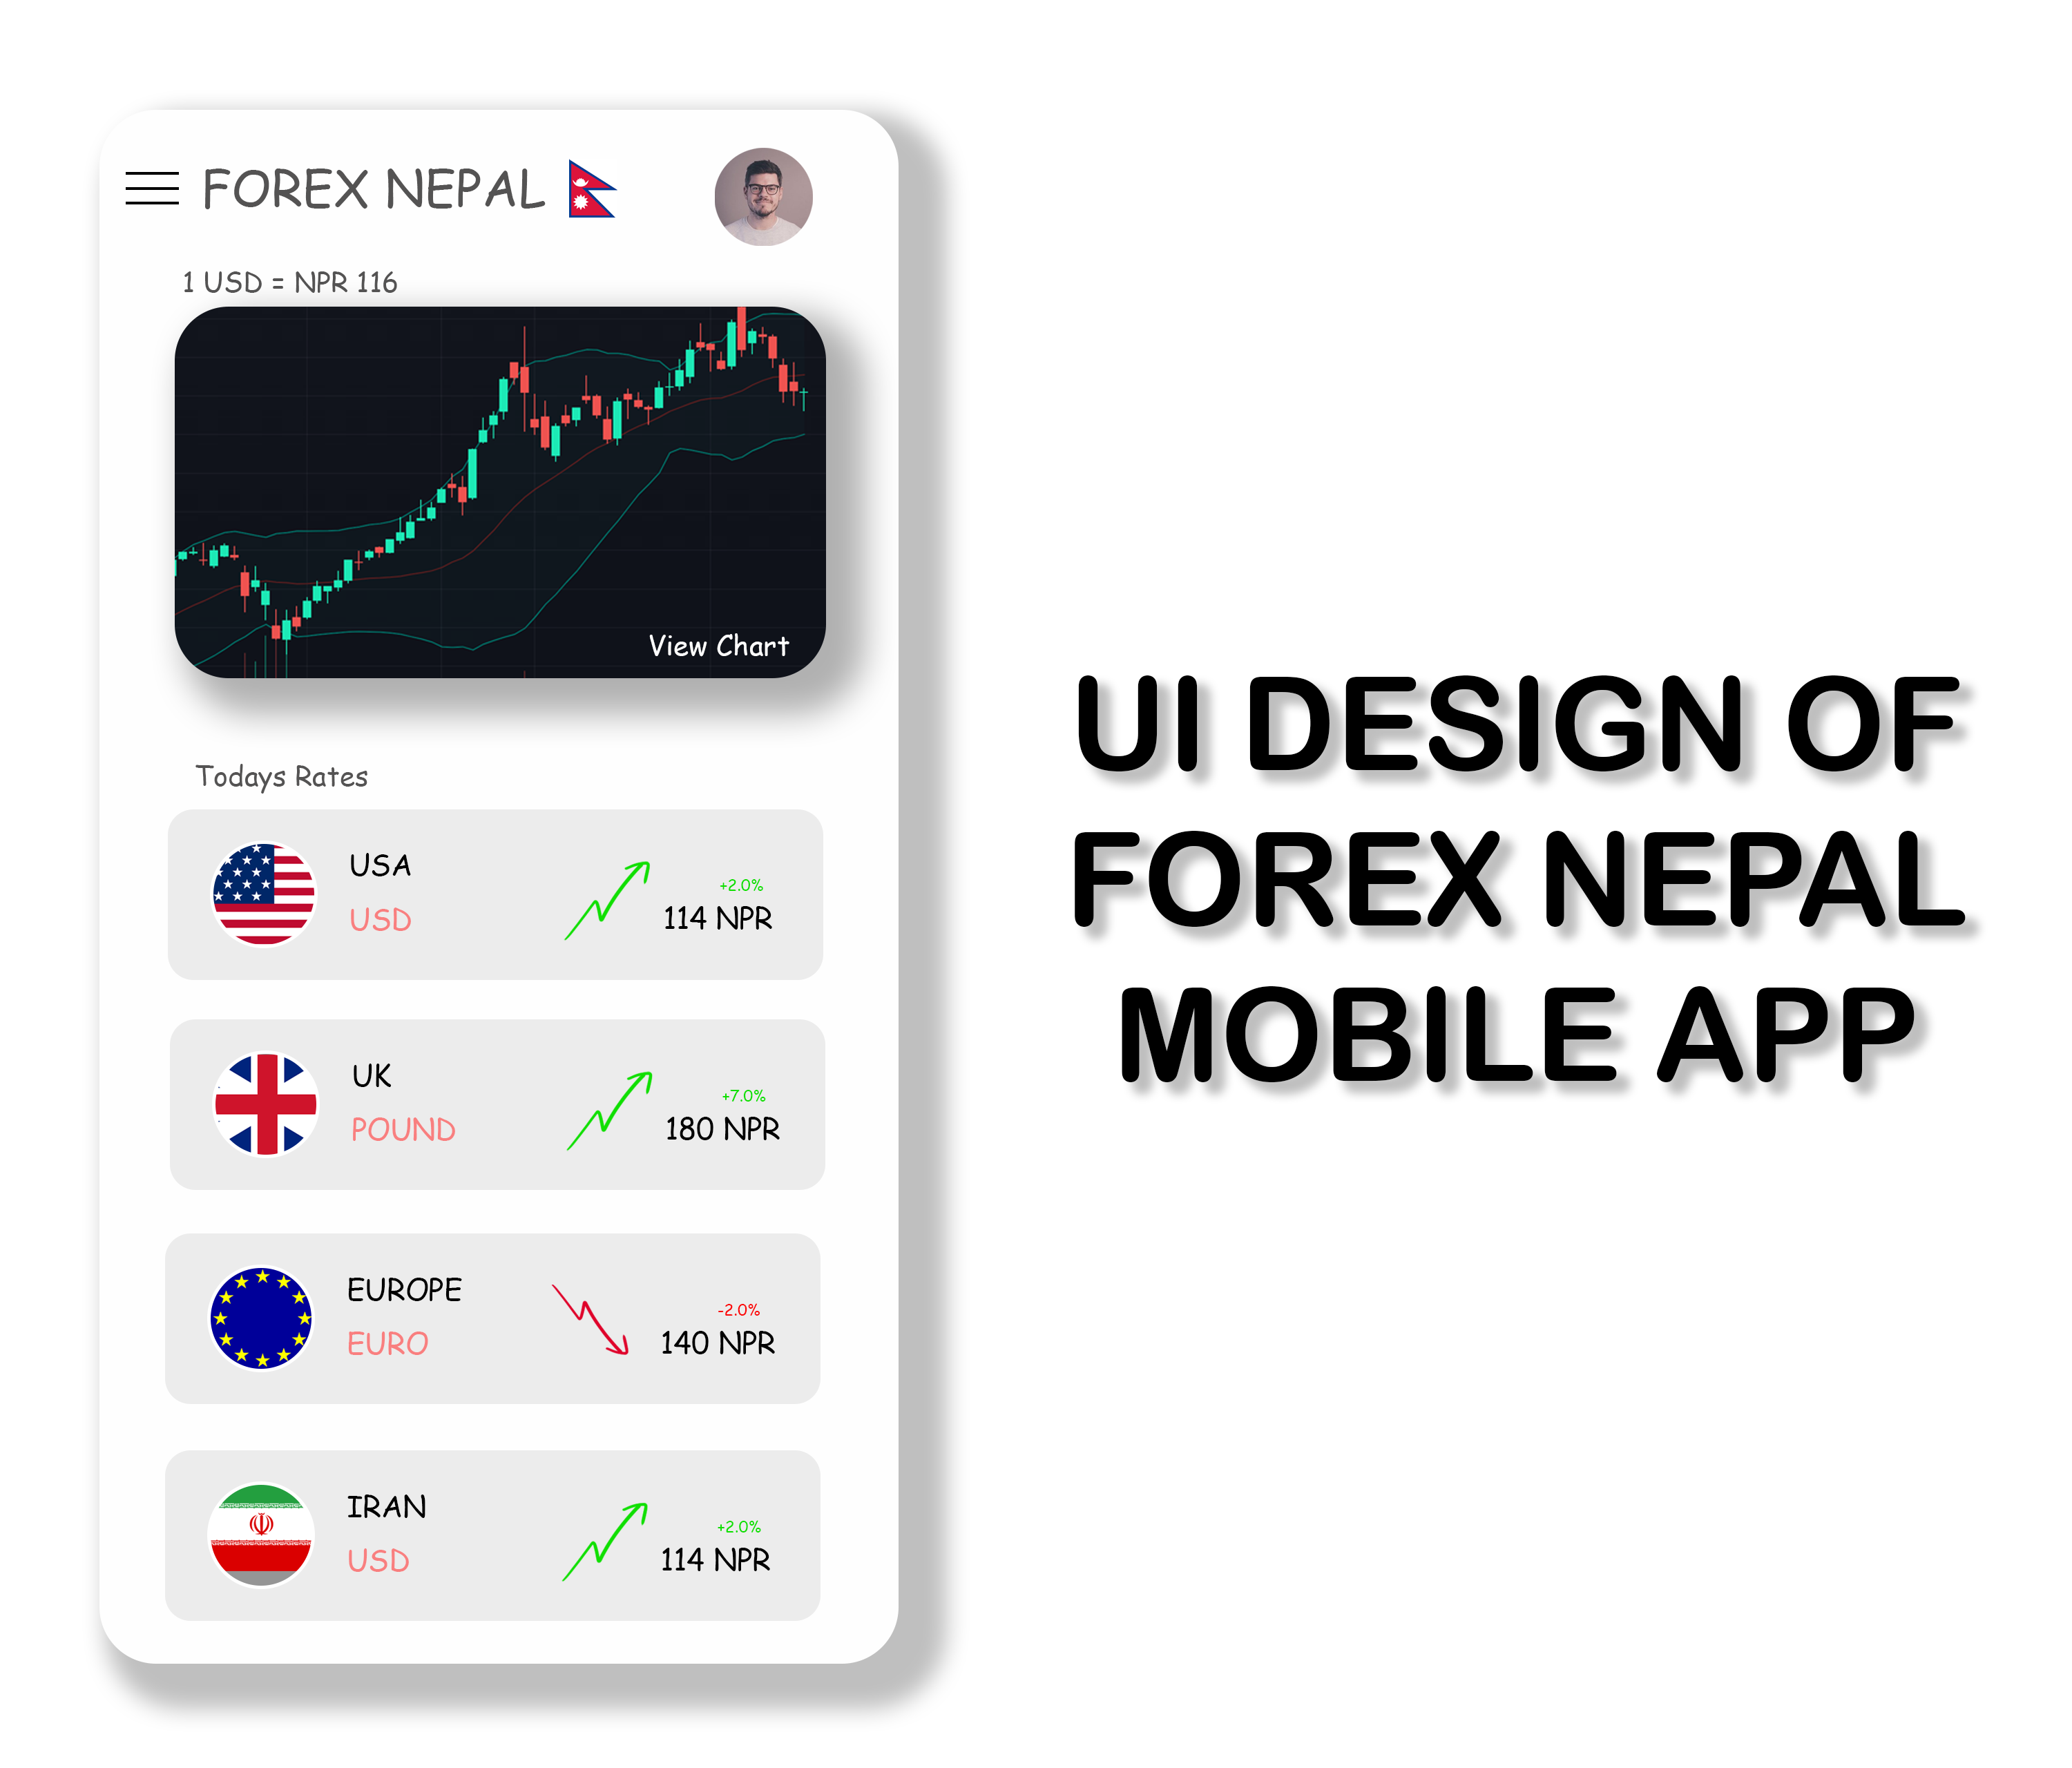 FOREX NEPAL
1 USD = NPR 116
View Chart
Todays Rates
USA
USD
+2.0%
114 NPR
UK
POUND
+7.0%
180 NPR
EUROPE
EURO
-2.0%
140 NPR
IRAN
USD
+2.0%
114 NPR
UI DESIGN OF
FOREX NEPAL
MOBILE APP